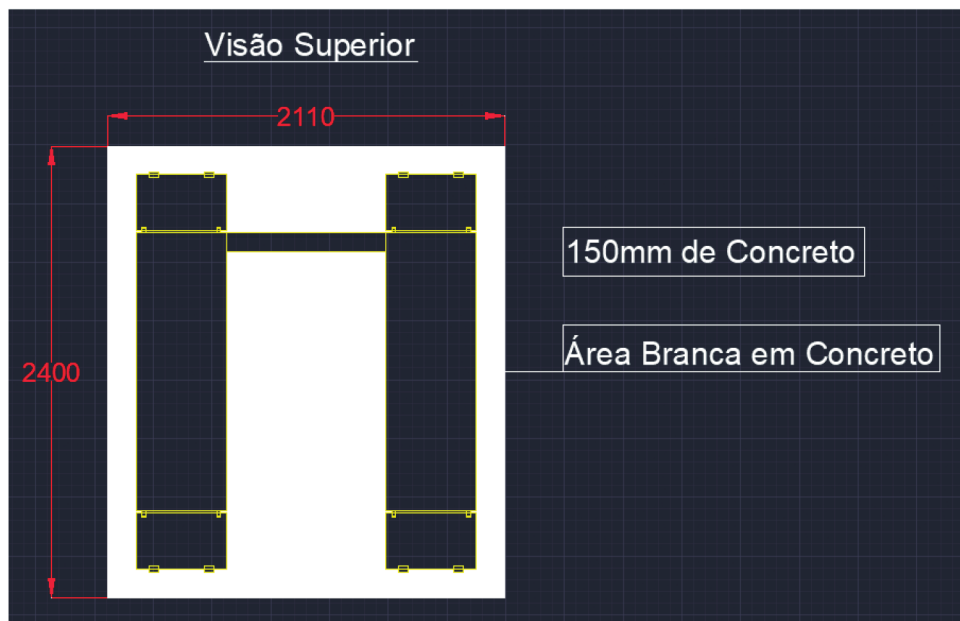 Visão Superior
2110
150mm de Concreto
Área Branca em Concreto
2400